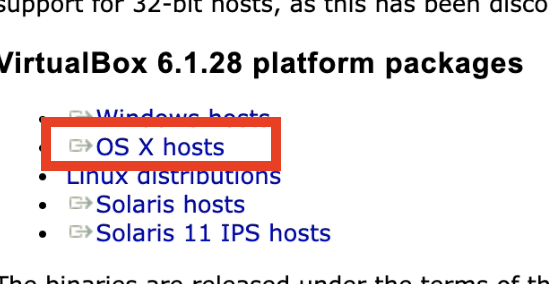 support for 32-bit hosts, as this has been disco
VirtualBox 6.1.28 platform packages
Windows hosts
OS X hosts
Linux distributions
Solaris hosts
Solaris 11 IPS hosts
The binaries are released under the terms of th